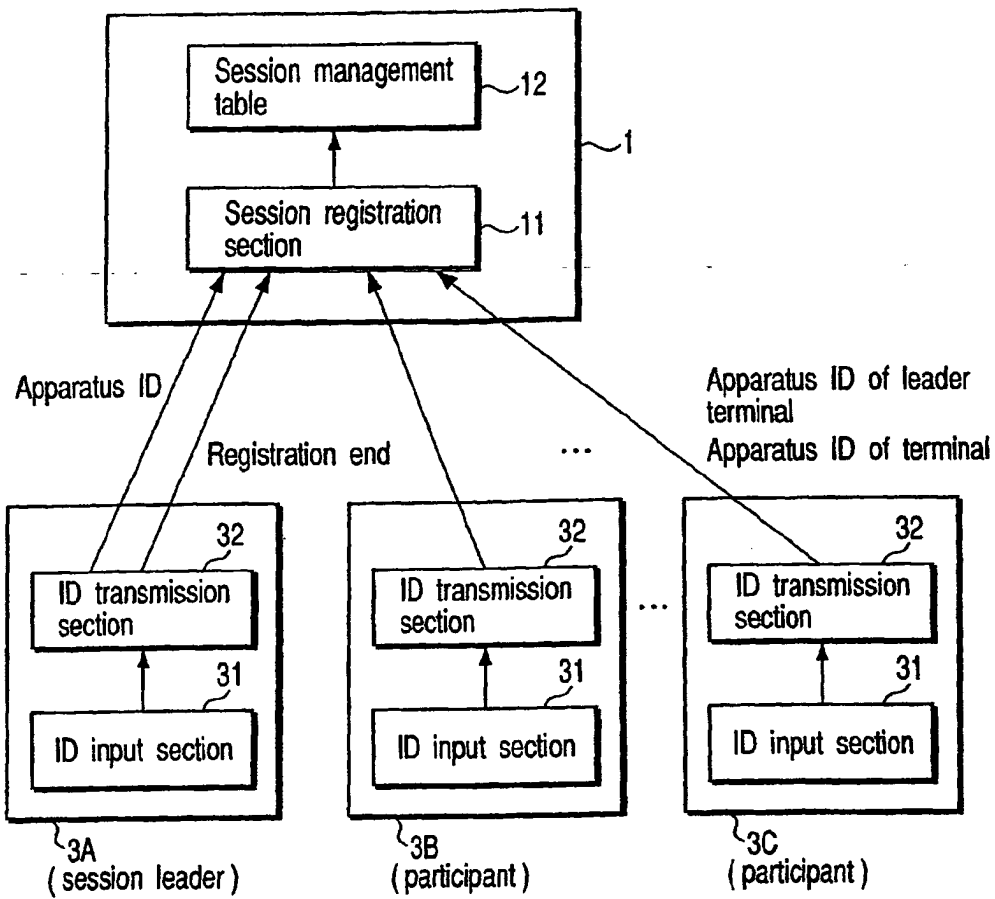 Session management
table
12
1
Session registration
section
11
Apparatus ID
Registration end
...
Apparatus ID of leader
terminal
Apparatus ID of terminal
32
ID transmission
section
31
ID input section
3A
(session leader)
32
ID transmission
section
31
ID input section
3B
(participant)
...
32
ID transmission
section
31
ID input section
3C
(participant)